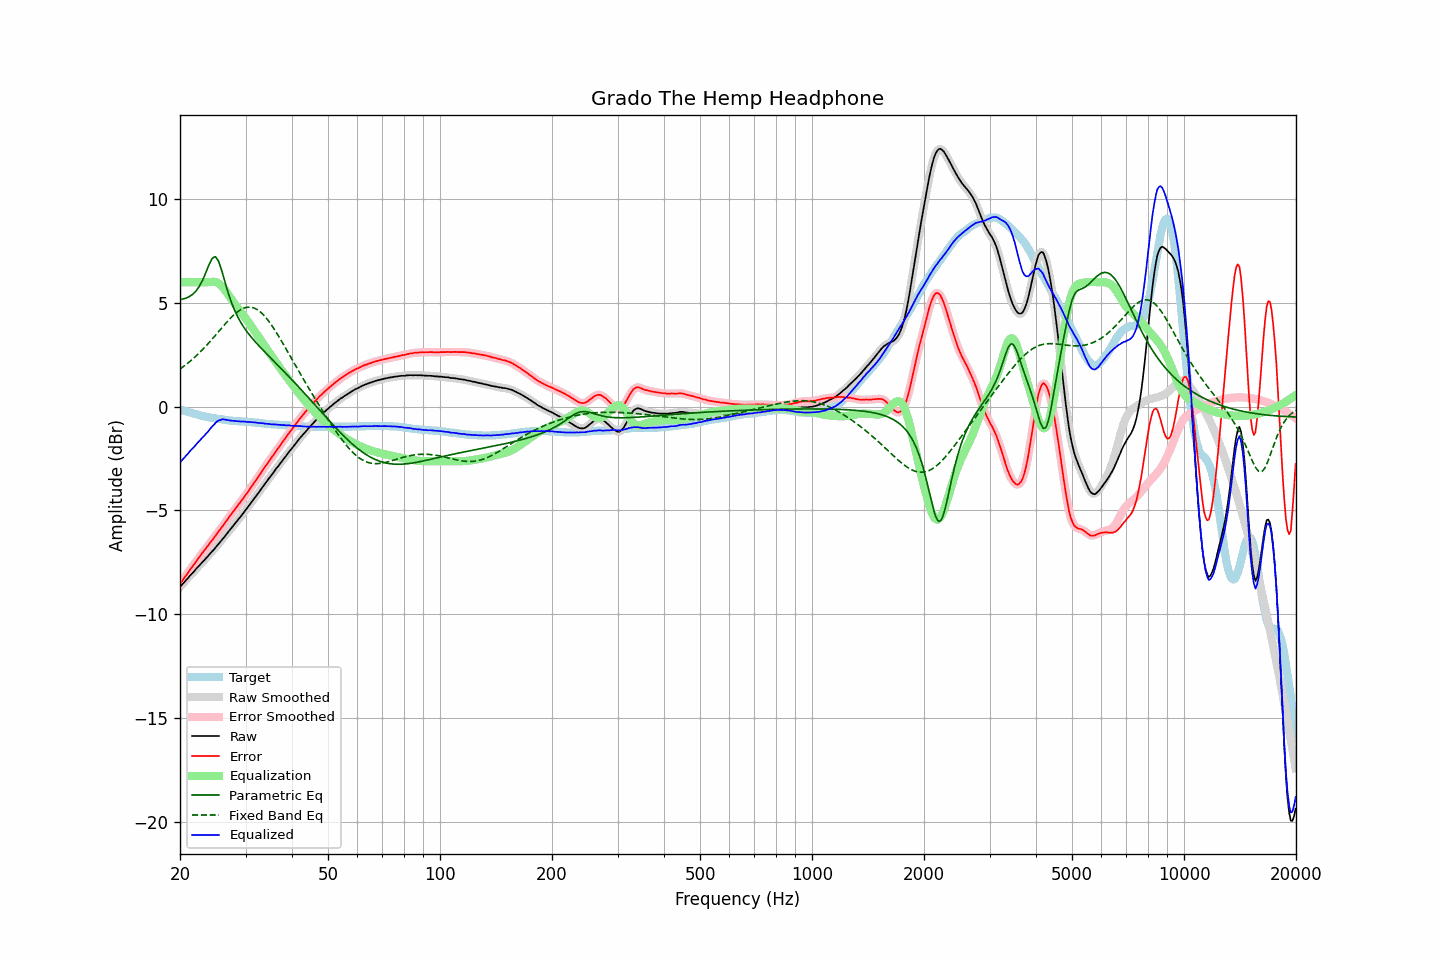 Grado The Hemp Headphone
Amplitude (dBr)
10
5
0
−5
−10
−15
−20
Target
Raw Smoothed
Error Smoothed
Raw
Error
Equalization
Parametric Eq
Fixed Band Eq
Equalized
20 50 100 200 500 1000 2000 5000 10000 20000
Frequency (Hz)